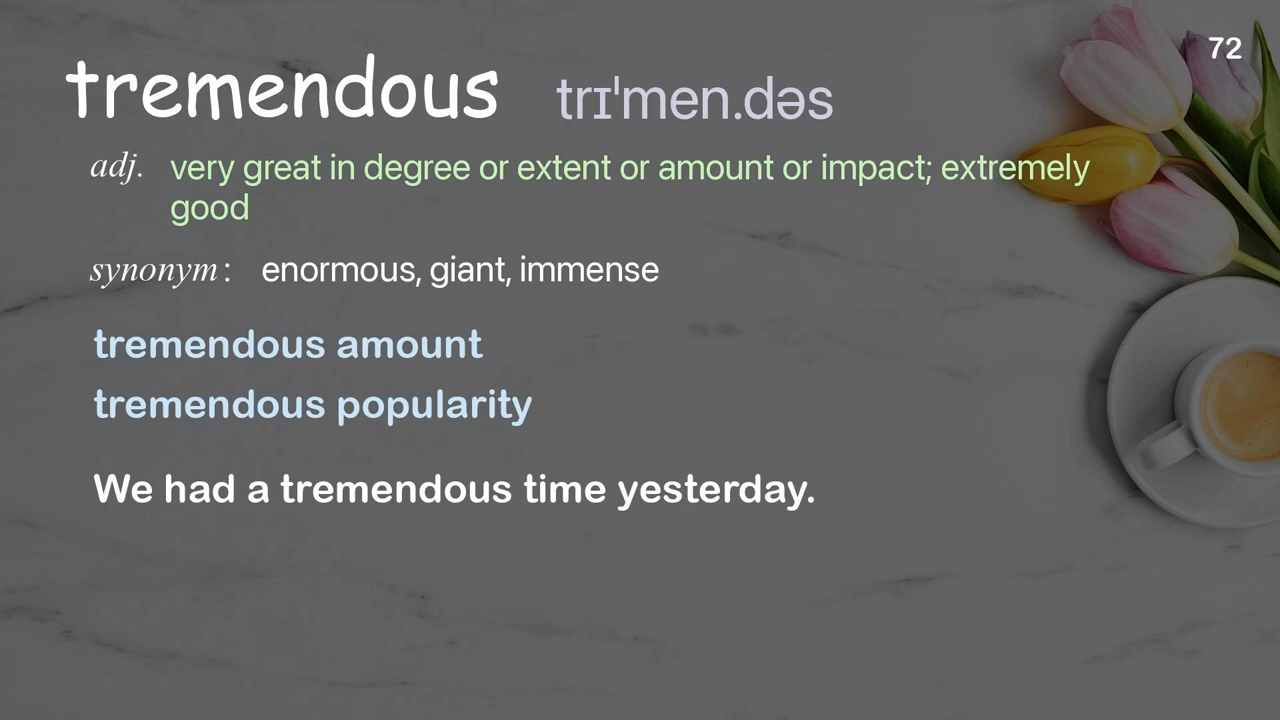 72
tremendous trɪˈmen.dəs
adj. very great in degree or extent or amount or impact; extremely
good
synonym: enormous, giant, immense
tremendous amount
tremendous popularity
We had a tremendous time yesterday.